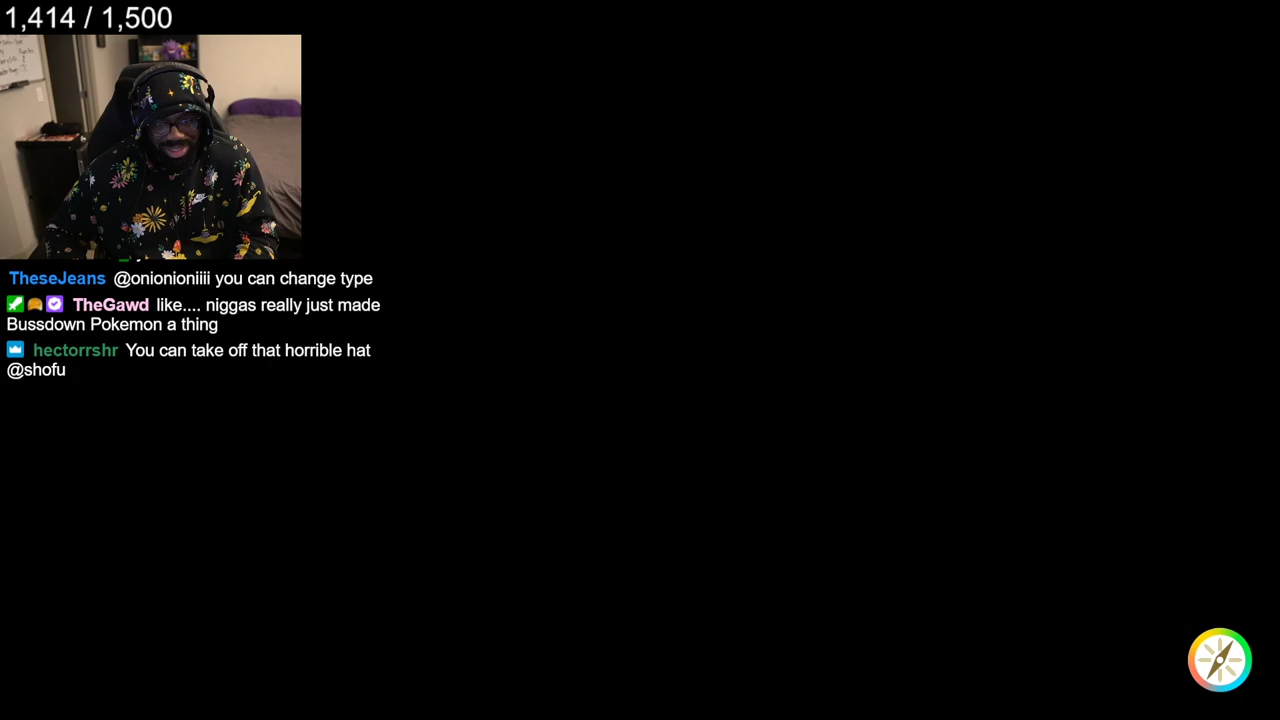 1,414 / 1,500
TheseJeans @onionioniiii you can change type
TheGawd like.... niggas really just made
Bussdown Pokemon a thing
hectorrshr You can take off that horrible hat
@shofu